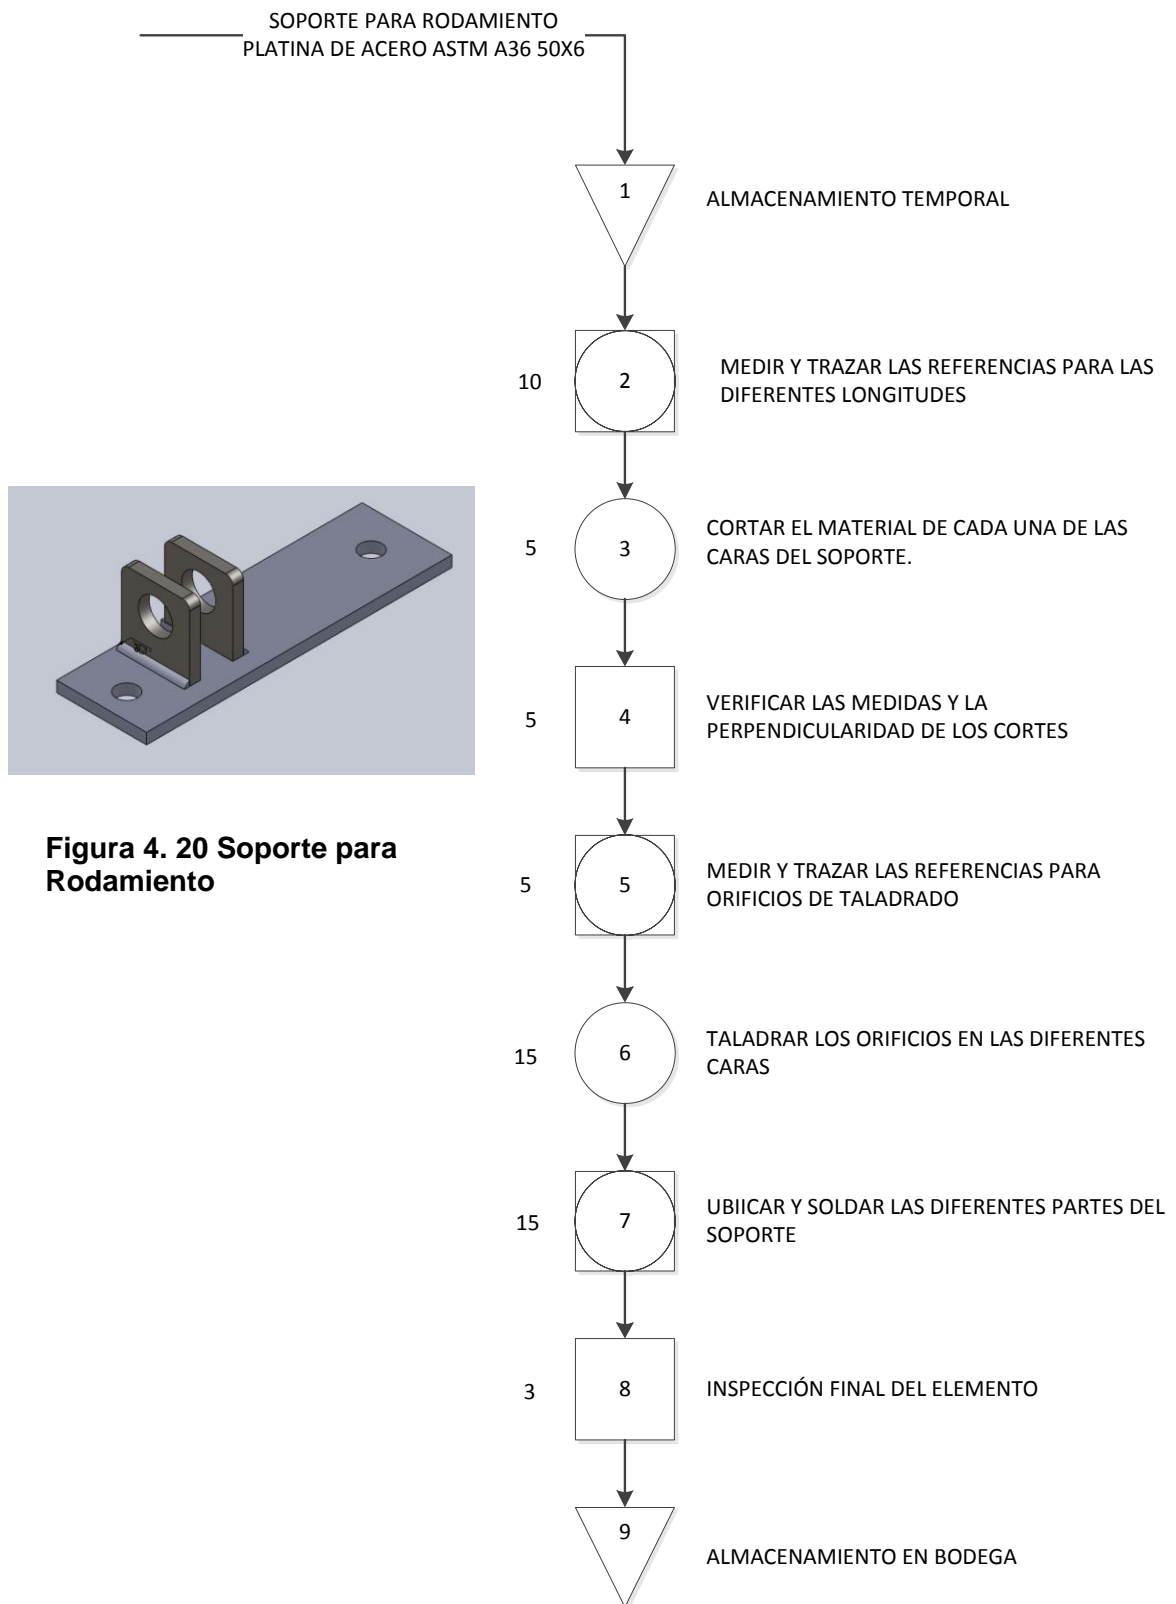 SOPORTE PARA RODAMIENTO
PLATINA DE ACERO ASTM A36 50X6
1
ALMACENAMIENTO TEMPORAL
10
2
MEDIR Y TRAZAR LAS REFERENCIAS PARA LAS
DIFERENTES LONGITUDES
5
3
CORTAR EL MATERIAL DE CADA UNA DE LAS
CARAS DEL SOPORTE.
5
4
VERIFICAR LAS MEDIDAS Y LA
PERPENDICULARIDAD DE LOS CORTES
Figura 4. 20 Soporte para
Rodamiento
5
5
MEDIR Y TRAZAR LAS REFERENCIAS PARA
ORIFICIOS DE TALADRADO
15
6
TALADRAR LOS ORIFICIOS EN LAS DIFERENTES
CARAS
15
7
UBIICAR Y SOLDAR LAS DIFERENTES PARTES DEL
SOPORTE
3
8
INSPECCIÓN FINAL DEL ELEMENTO
9
ALMACENAMIENTO EN BODEGA